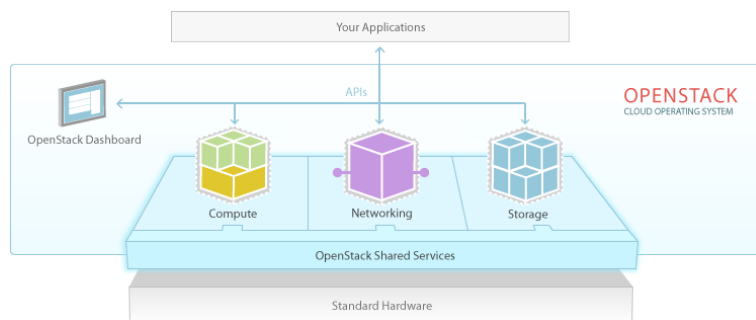 Your Applications
APIs
OPENSTACK
CLOUD OPERATING SYSTEM
OpenStack Dashboard
Compute
Networking
Storage
OpenStack Shared Services
Standard Hardware